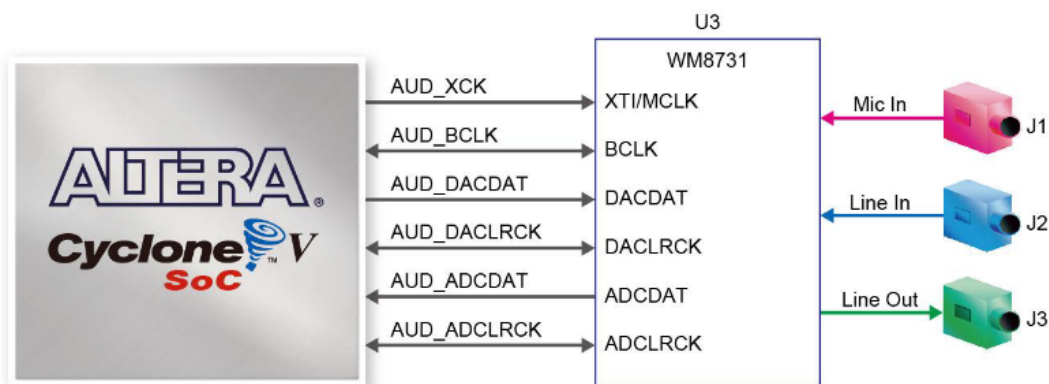 U3
WM8731
ALTERA®
Cyclone™ V
SoC
AUD_XCK
XTI/MCLK
AUD_BCLK
BCLK
AUD_DACDAT
DACDAT
AUD_DACLRCK
DACLRCK
AUD_ADCDAT
ADCDAT
AUD_ADCLRCK
ADCLRCK
Mic In
J1
Line In
J2
Line Out
J3